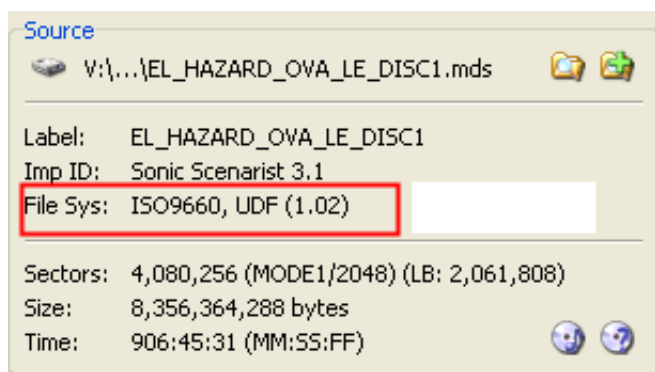 Source
V:\...\EL_HAZARD_OVA_LE_DISC1.mds
Label: EL_HAZARD_OVA_LE_DISC1
Imp ID: Sonic Scenarist 3.1
File Sys: ISO9660, UDF (1.02)
Sectors: 4,080,256 (MODE1/2048) (LB: 2,061,808)
Size: 8,356,364,288 bytes
Time: 906:45:31 (MM:SS:FF)